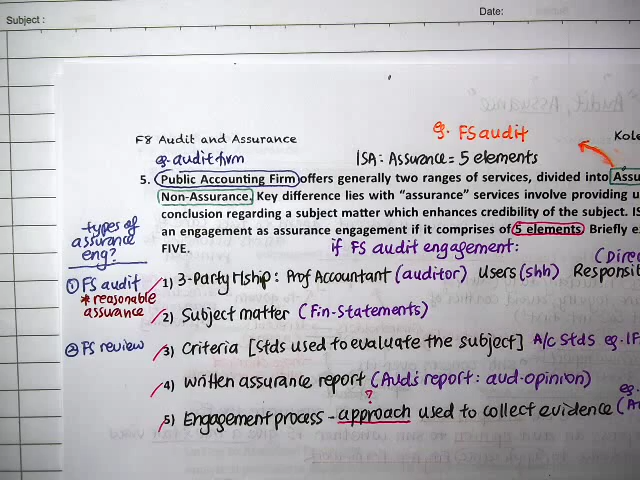 Subject :
Date:
F8 Audit and Assurance
eg. FS audit
Kole
eg. audit firm
ISA: Assurance = 5 elements
5. Public Accounting Firm offers generally two ranges of services, divided into Assu
Non-Assurance. Key difference lies with "assurance" services involve providing u
conclusion regarding a subject matter which enhances credibility of the subject. I
an engagement as assurance engagement if it comprises of 5 elements. Briefly e
FIVE.
types of
assurance
eng?
if FS audit engagement:
(Direc
① FS audit
* reasonable
assurance
1) 3-Party r'ship: Prof Accountant (auditor) Users (shh) Responsit
2) Subject matter (Fin-Statements)
② FS review
3) Criteria [Stds used to evaluate the subject] A/c Stds eg. IF
4) Written assurance report (Aud's report: aud-opinion)
eg.
?
5) Engagement process - approach used to collect evidence (A